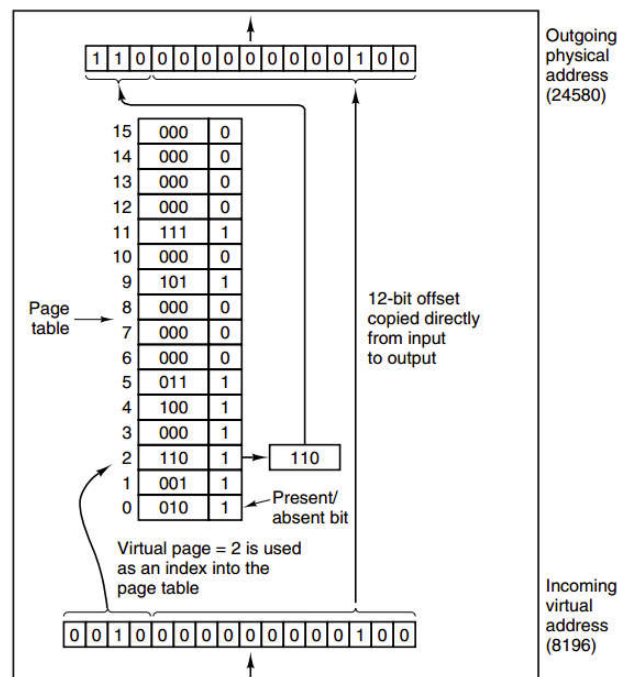 Outgoing
physical
address
(24580)
1 1 0 0 0 0 0 0 0 0 0 0 1 0 0
15 000 0
14 000 0
13 000 0
12 000 0
11 111 1
10 000 0
9 101 1
8 000 0
7 000 0
6 000 0
5 011 1
4 100 1
3 000 1
2 110 1
1 001 1
0 010 1
Page
table
110
12-bit offset
copied directly
from input
to output
Present/
absent bit
Virtual page = 2 is used
as an index into the
page table
0 0 1 0 0 0 0 0 0 0 0 0 0 1 0 0
Incoming
virtual
address
(8196)